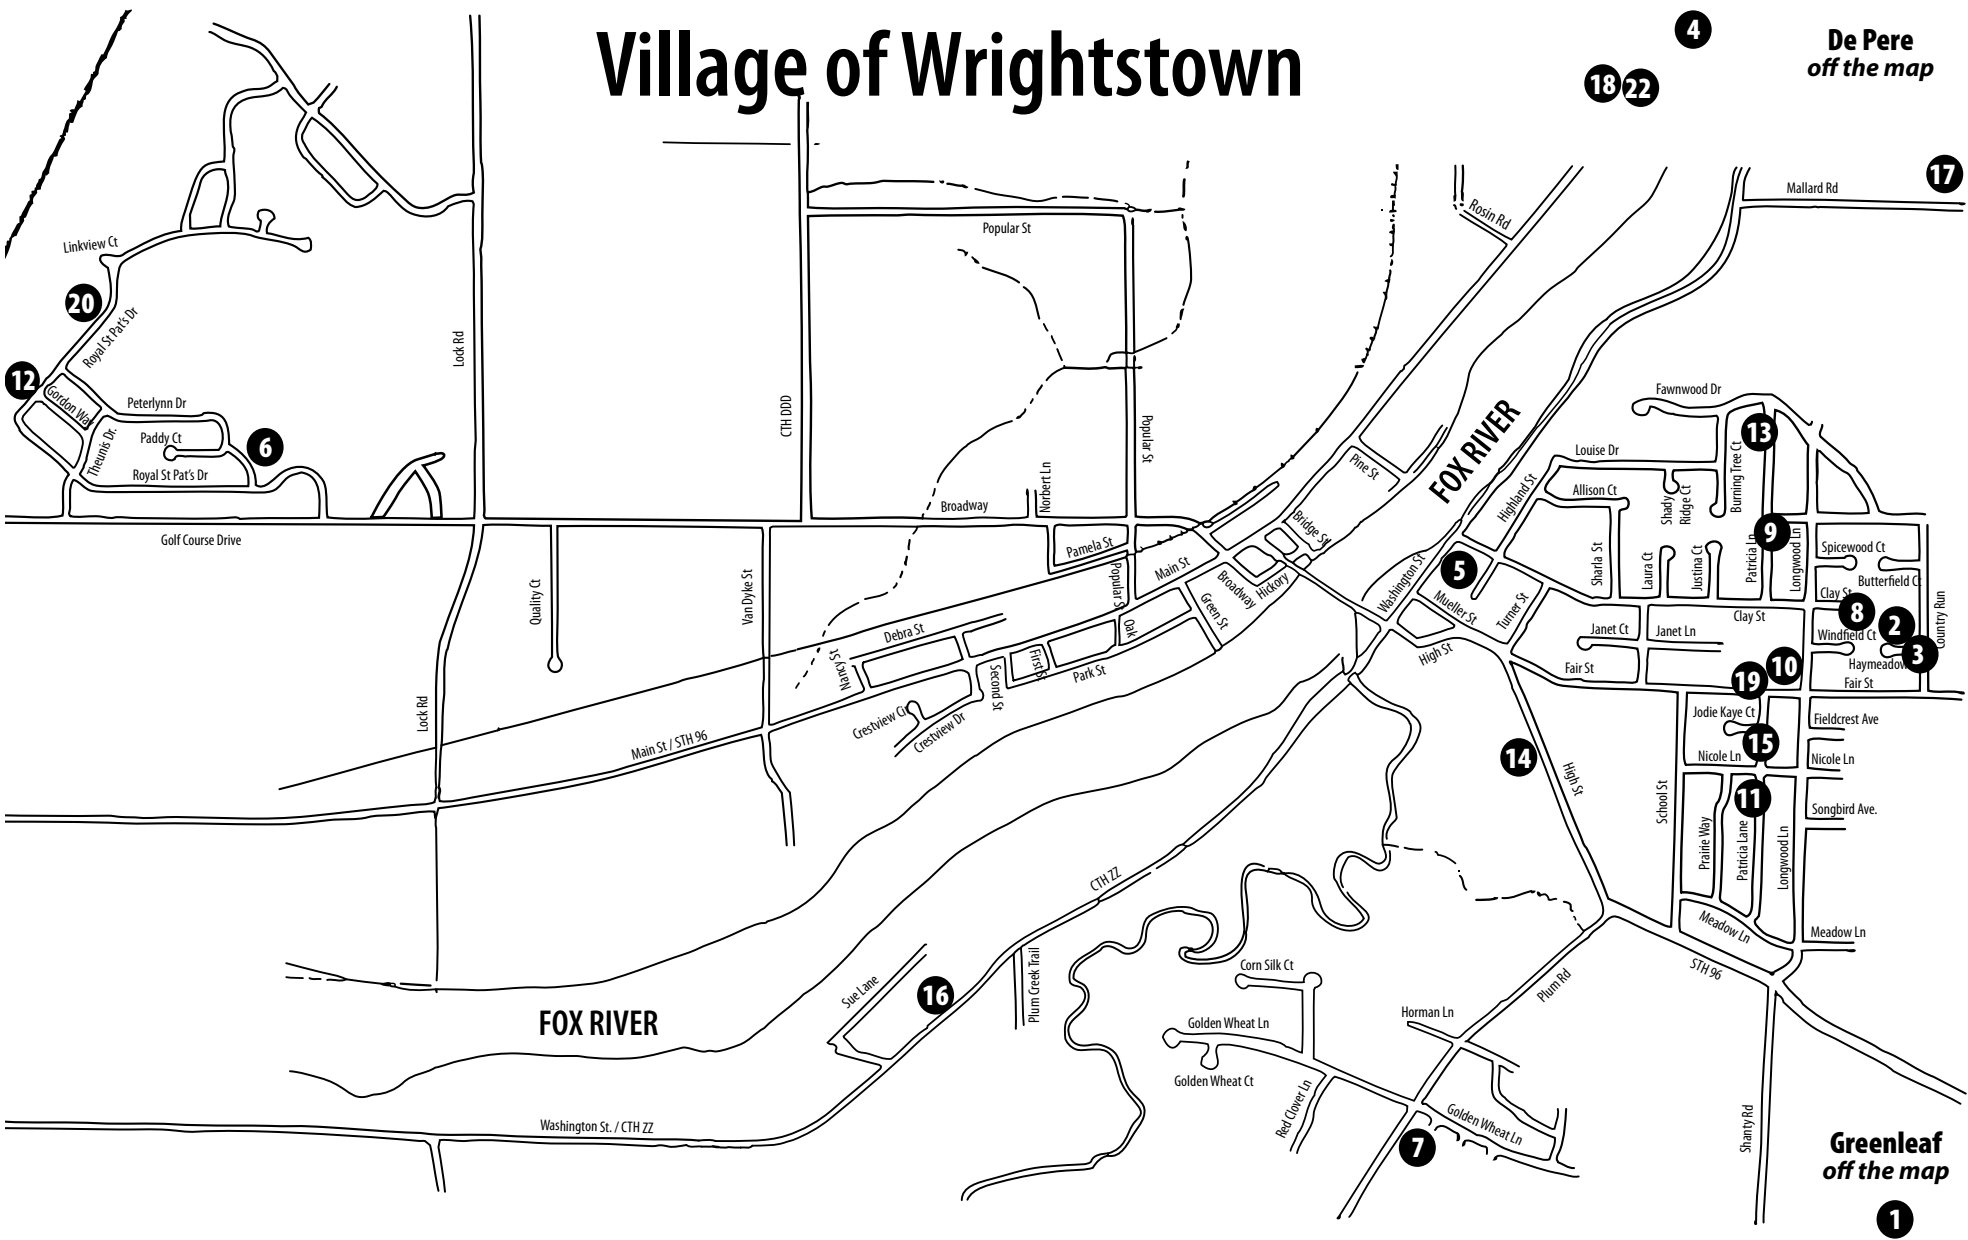 Village of Wrightstown
4
De Pere
off the map
18
22
17
Mallard Rd
Rosin Rd
Popular St
Linkview Ct
20
Royal St Pat's Dr
Lock Rd
12
Gordon Way
Peterlynn Dr
Paddy Ct
Theunis Dr.
6
Royal St Pat's Dr
Golf Course Drive
CTH DDD
Popular St
Norbert Ln
Broadway
Pamela St
Popular St
Main St
Pine St
Bridge St
Broadway
Hickory
Green St
Oak
FOX RIVER
Fawnwood Dr
13
Louise Dr
Burning Tree Ct
Allison Ct
Highland St
Shady
Ridge Ct
9
Patricia Ln
Longwood Ln
Spicewood Ct
Butterfield Ct
Sharla St
Laura Ct
Justina Ct
Clay St
Clay St
8
2
Country Run
Windfield Ct
3
Haymeadow
Fair St
5
Washington St
Mueller St
Turner St
Janet Ct
Janet Ln
High St
Fair St
10
19
Jodie Kaye Ct
Fieldcrest Ave
15
Nicole Ln
Nicole Ln
11
Songbird Ave.
School St
Prairie Way
Patricia Lane
Longwood Ln
Meadow Ln
Meadow Ln
14
High St
STH 96
Quality Ct
Van Dyke St
Debra St
Nancy St
First St
Second St
Park St
Crestview Cir
Crestview Dr
Lock Rd
Main St / STH 96
CTH ZZ
Sue Lane
16
Plum Creek Trail
FOX RIVER
Washington St. / CTH ZZ
Corn Silk Ct
Golden Wheat Ln
Golden Wheat Ct
Red Clover Ln
Horman Ln
Plum Rd
Golden Wheat Ln
7
Shanty Rd
Greenleaf
off the map
1